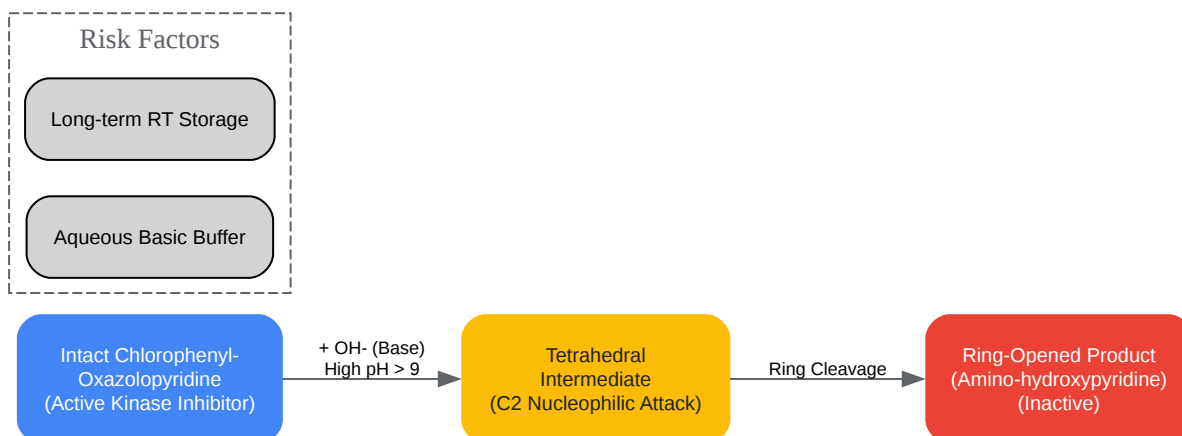 Risk Factors
Long-term RT Storage
Aqueous Basic Buffer
Intact Chlorophenyl-
Oxazolopyridine
(Active Kinase Inhibitor)
+ OH- (Base)
High pH > 9
Tetrahedral
Intermediate
(C2 Nucleophilic Attack)
Ring Cleavage
Ring-Opened Product
(Amino-hydroxypyridine)
(Inactive)